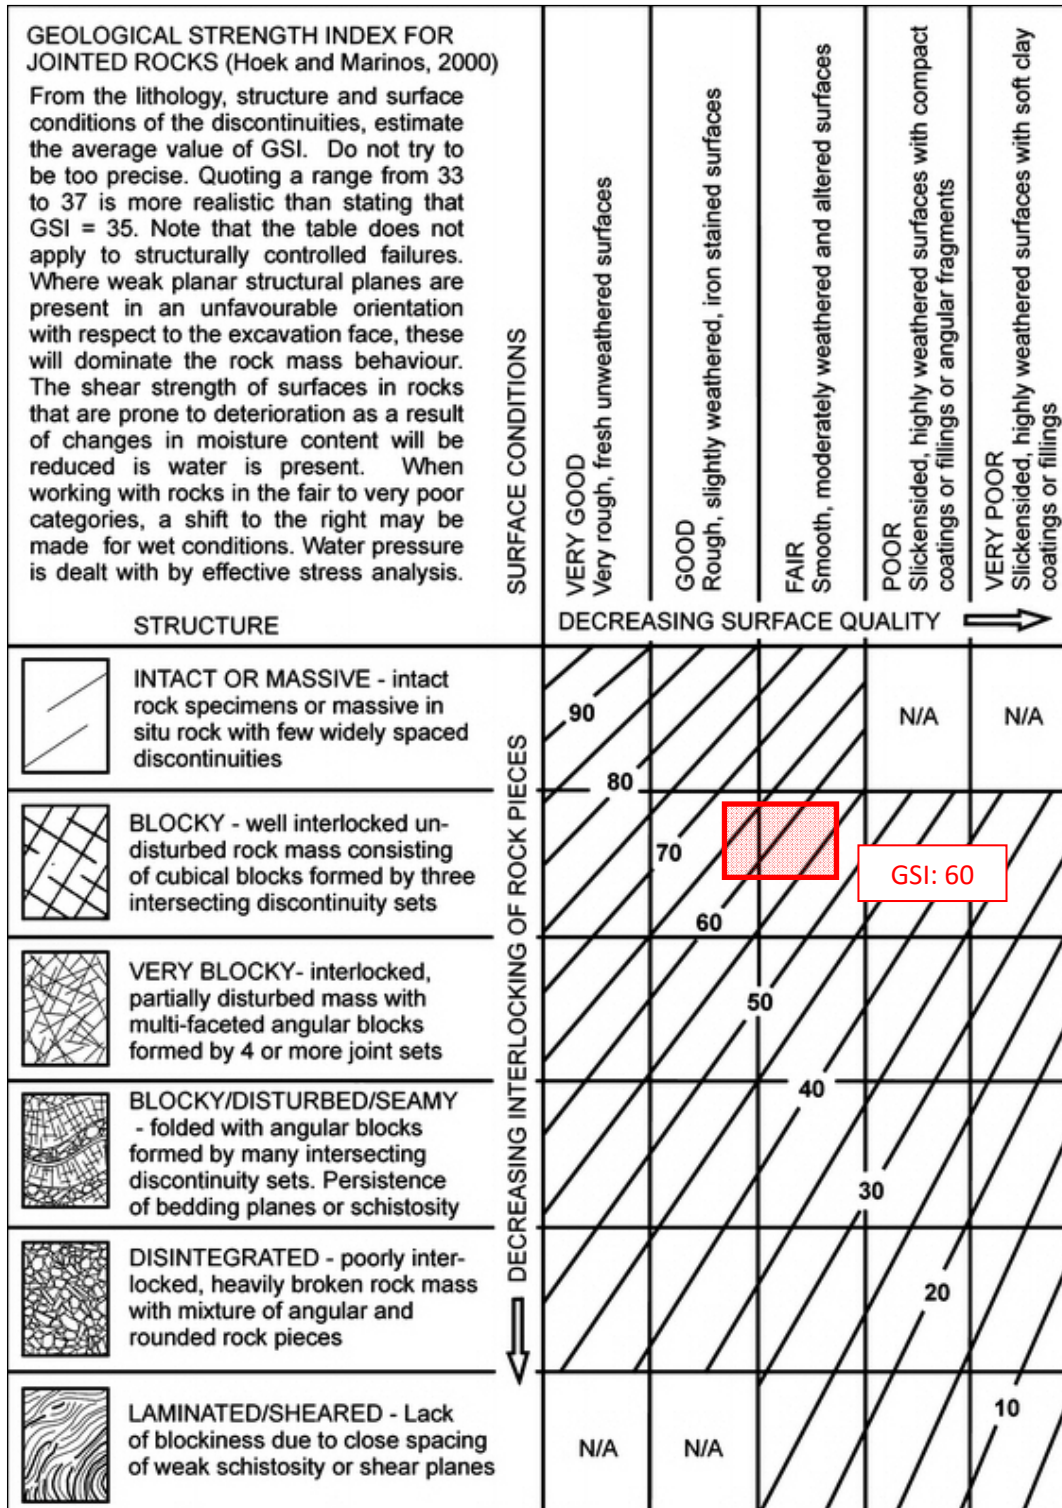 GEOLOGICAL STRENGTH INDEX FOR
JOINTED ROCKS (Hoek and Marinos, 2000)
From the lithology, structure and surface
conditions of the discontinuities, estimate
the average value of GSI. Do not try to
be too precise. Quoting a range from 33
to 37 is more realistic than stating that
GSI = 35. Note that the table does not
apply to structurally controlled failures.
Where weak planar structural planes are
present in an unfavourable orientation
with respect to the excavation face, these
will dominate the rock mass behaviour.
The shear strength of surfaces in rocks
that are prone to deterioration as a result
of changes in moisture content will be
reduced is water is present. When
working with rocks in the fair to very poor
categories, a shift to the right may be
made for wet conditions. Water pressure
is dealt with by effective stress analysis.
STRUCTURE
SURFACE CONDITIONS
VERY GOOD
Very rough, fresh unweathered surfaces
GOOD
Rough, slightly weathered, iron stained surfaces
FAIR
Smooth, moderately weathered and altered surfaces
POOR
Slickensided, highly weathered surfaces with compact
coatings or fillings or angular fragments
VERY POOR
Slickensided, highly weathered surfaces with soft clay
coatings or fillings
DECREASING SURFACE QUALITY
DECREASING INTERLOCKING OF ROCK PIECES
INTACT OR MASSIVE - intact
rock specimens or massive in
situ rock with few widely spaced
discontinuities
90
80
N/A
N/A
BLOCKY - well interlocked un-
disturbed rock mass consisting
of cubical blocks formed by three
intersecting discontinuity sets
70
60
GSI: 60
VERY BLOCKY- interlocked,
partially disturbed mass with
multi-faceted angular blocks
formed by 4 or more joint sets
50
BLOCKY/DISTURBED/SEAMY
- folded with angular blocks
formed by many intersecting
discontinuity sets. Persistence
of bedding planes or schistosity
40
30
DISINTEGRATED - poorly inter-
locked, heavily broken rock mass
with mixture of angular and
rounded rock pieces
20
LAMINATED/SHEARED - Lack
of blockiness due to close spacing
of weak schistosity or shear planes
N/A
N/A
10